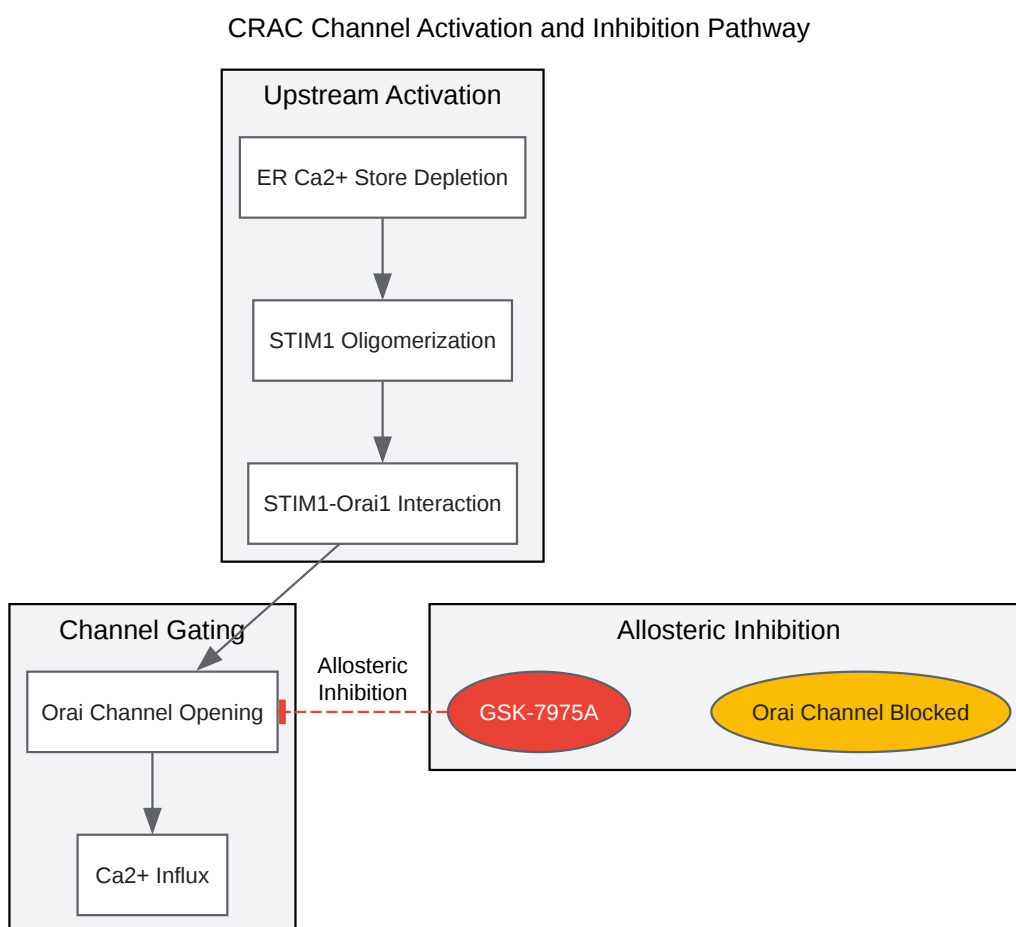 CRAC Channel Activation and Inhibition Pathway
Upstream Activation
ER Ca2+ Store Depletion
STIM1 Oligomerization
STIM1-Orai1 Interaction
Channel Gating
Orai Channel Opening
Ca2+ Influx
Allosteric
Inhibition
Allosteric Inhibition
GSK-7975A
Orai Channel Blocked